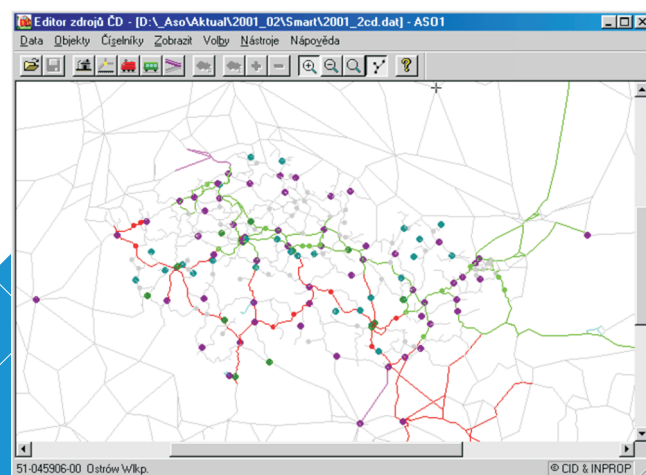 Editor zdrojů ČD - [D:\_Aso\Aktual\2001_02\Smart\2001_2cd.dat] - ASO1
Data Objekty Číselníky Zobrazit Volby Nástroje Nápověda
51-045906-00 Ostrów Wlkp.
© CID & INPROP